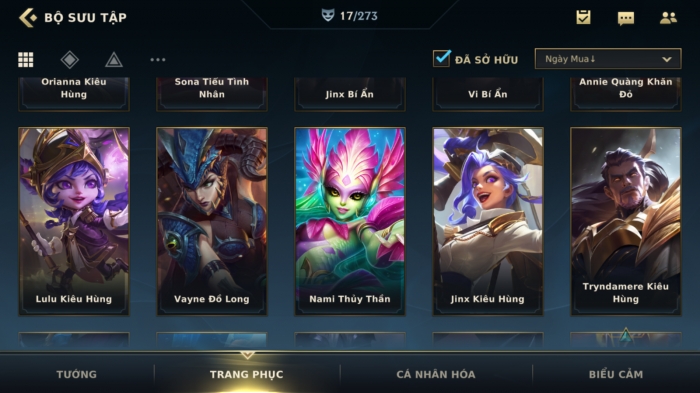 BỘ SƯU TẬP
17/273
ĐÃ SỞ HỮU
Ngày Mua↓
Orianna Kiêu
Hùng
Sona Tiểu Tinh
Nhân
Jinx Bí Ẩn
Vi Bí Ẩn
Annie Quàng Khăn
Đỏ
Lulu Kiêu Hùng
Vayne Đồ Long
Nami Thủy Thần
Jinx Kiêu Hùng
Tryndamere Kiêu
Hùng
TƯỚNG
TRANG PHỤC
CÁ NHÂN HÓA
BIỂU CẢM